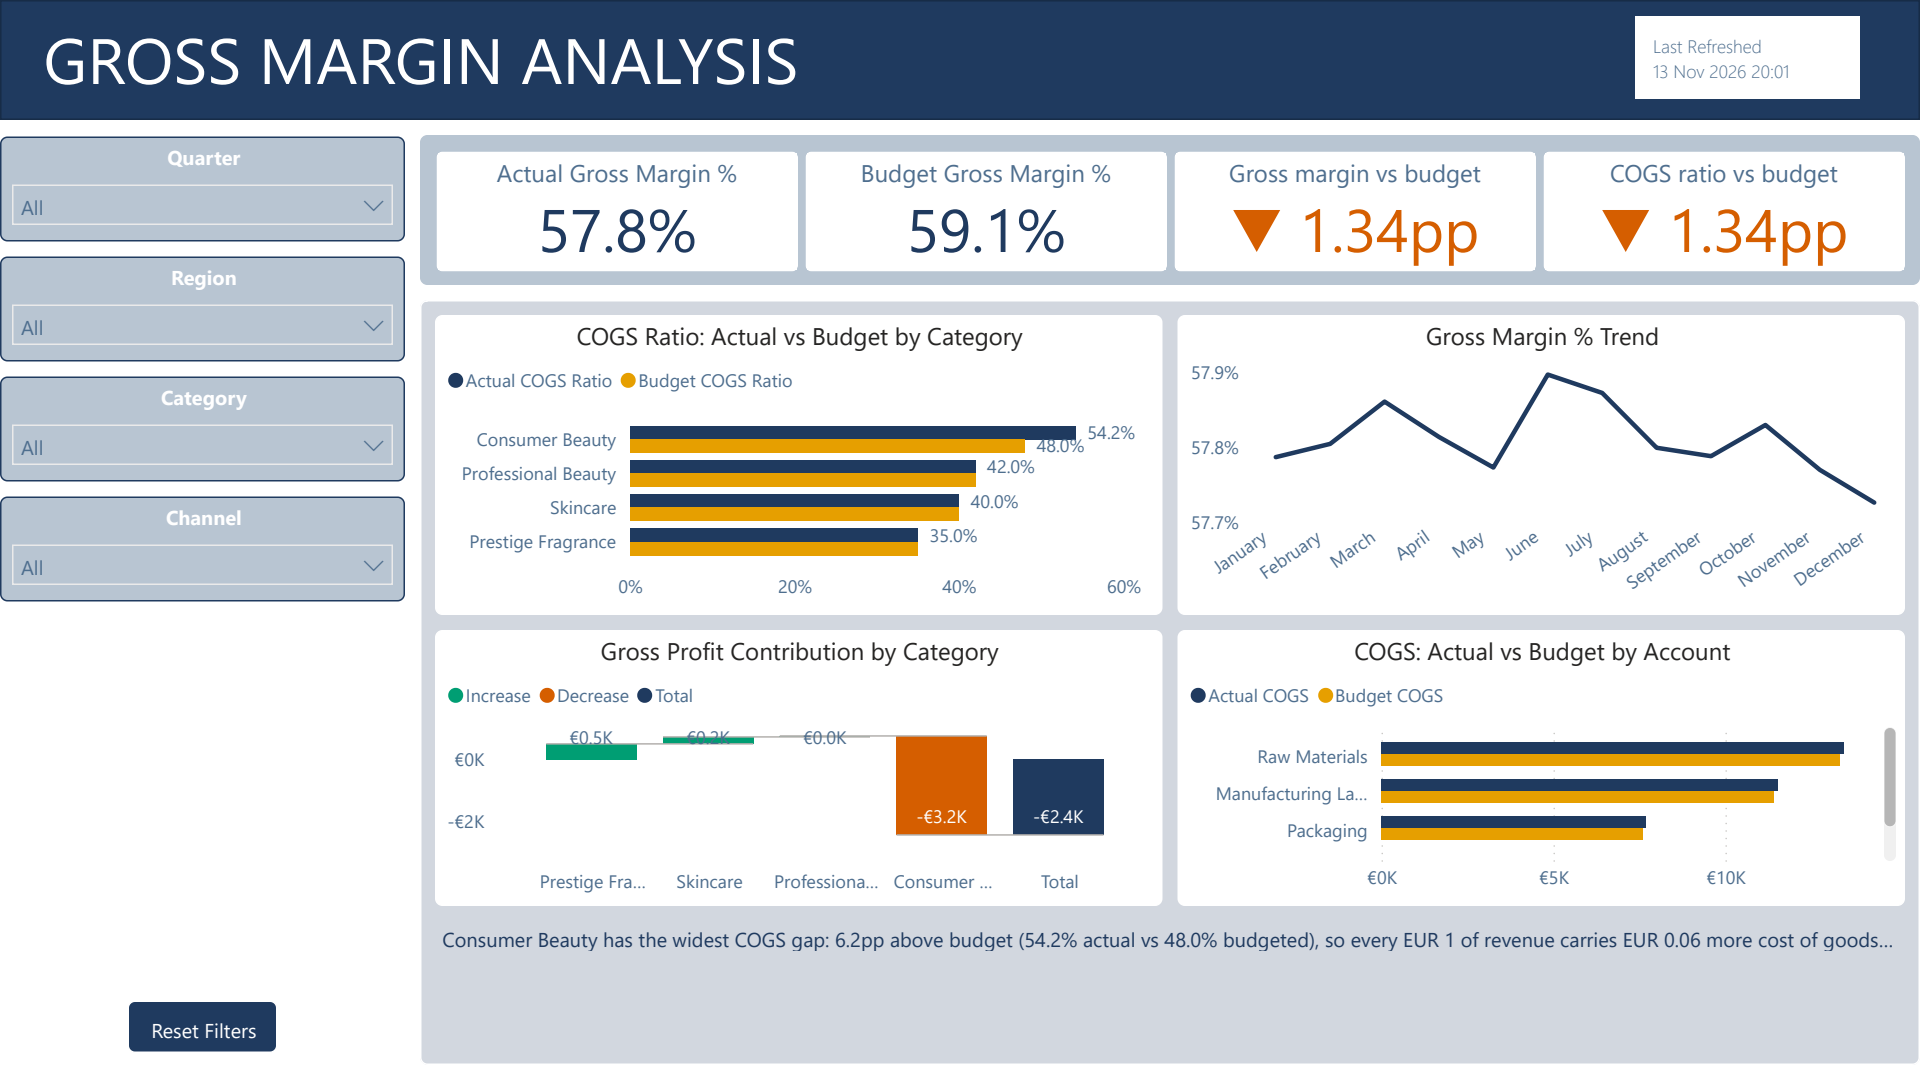 GROSS MARGIN ANALYSIS
Last Refreshed
13 Nov 2026 20:01
Quarter
All
Region
All
Category
All
Channel
All
Reset Filters
Actual Gross Margin %
57.8%
Budget Gross Margin %
59.1%
Gross margin vs budget
▼ 1.34pp
COGS ratio vs budget
▼ 1.34pp
COGS Ratio: Actual vs Budget by Category
Actual COGS Ratio Budget COGS Ratio
Consumer Beauty 54.2%
48.0%
Professional Beauty 42.0%
Skincare 40.0%
Prestige Fragrance 35.0%
0% 20% 40% 60%
Gross Margin % Trend
57.9%
57.8%
57.7%
January February March April May June July August September October November December
Gross Profit Contribution by Category
Increase Decrease Total
€0.5K €0.2K €0.0K
€0K
-€3.2K -€2.4K
-€2K
Prestige Fra... Skincare Professiona... Consumer ... Total
COGS: Actual vs Budget by Account
Actual COGS Budget COGS
Raw Materials
Manufacturing La...
Packaging
€0K €5K €10K
Consumer Beauty has the widest COGS gap: 6.2pp above budget (54.2% actual vs 48.0% budgeted), so every EUR 1 of revenue carries EUR 0.06 more cost of goods...